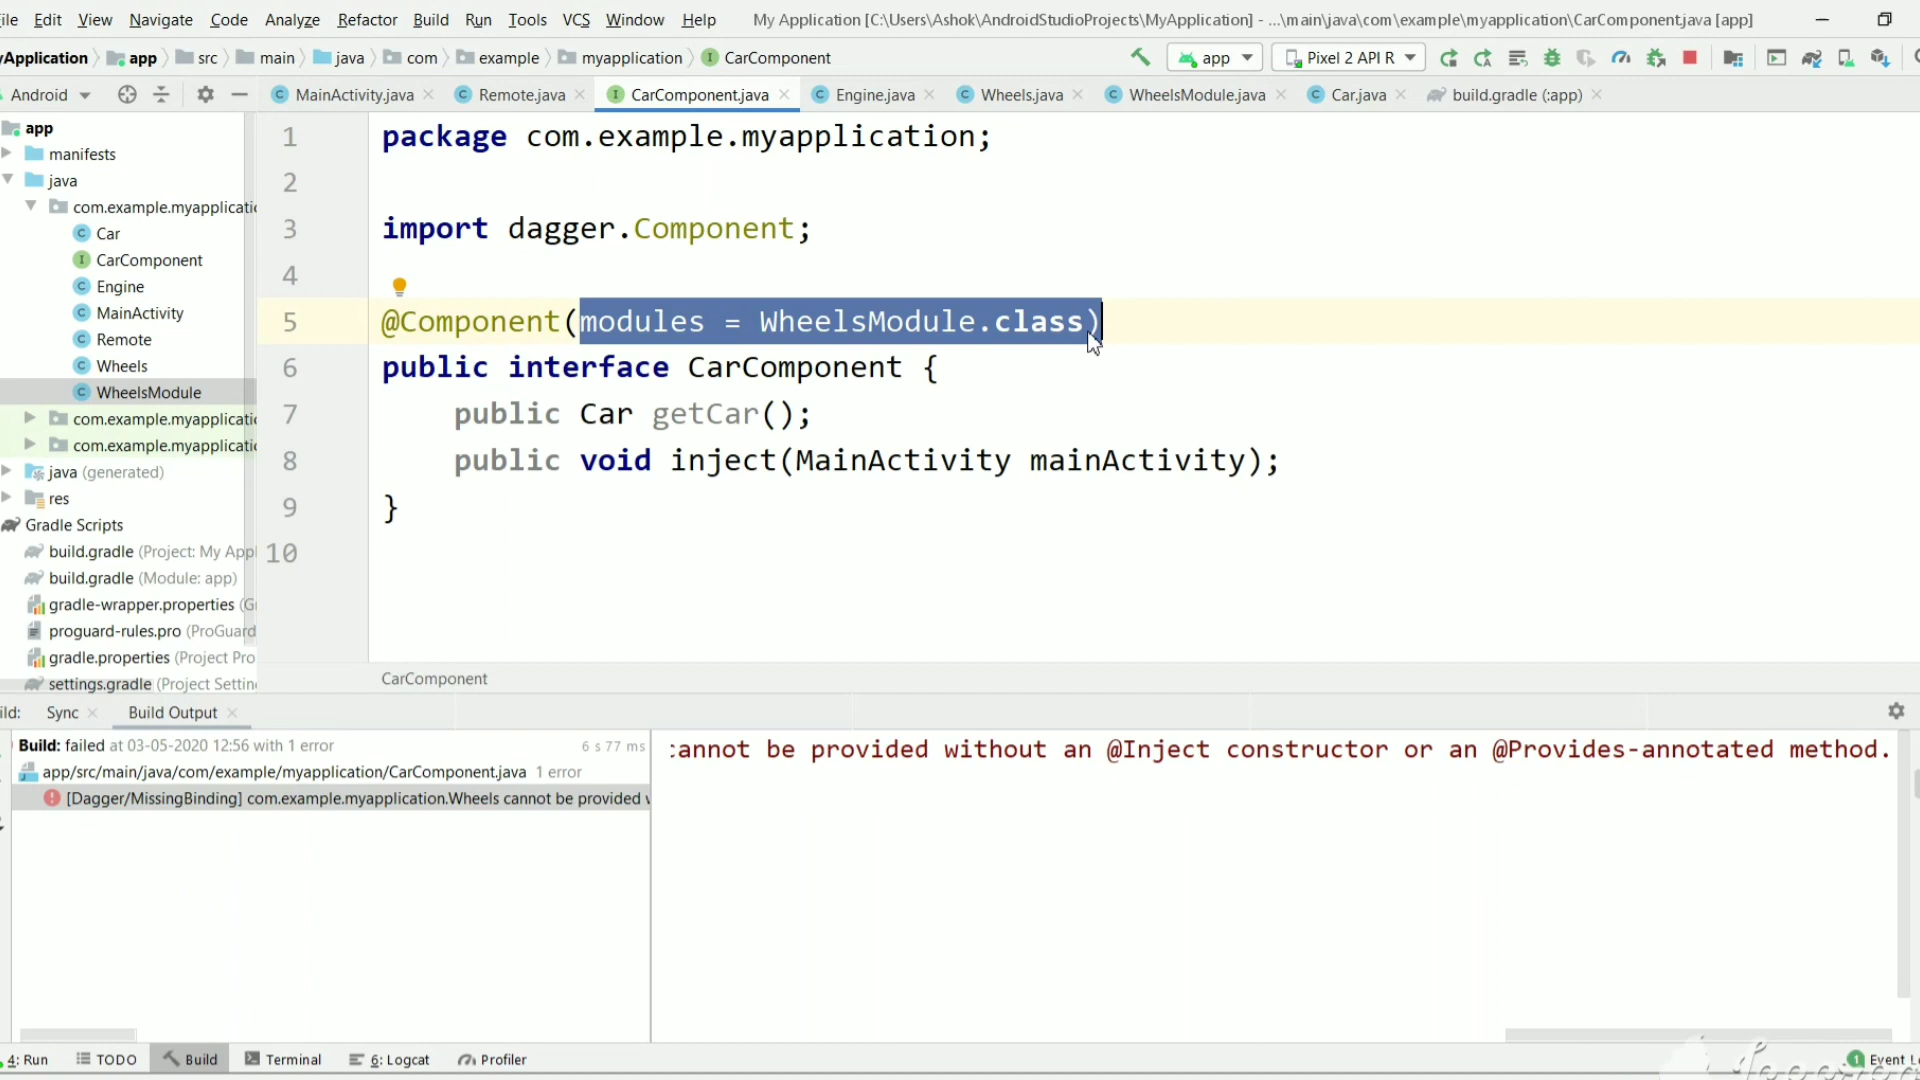 ile Edit View Navigate Code Analyze Refactor Build Run Tools VCS Window Help My Application [C:\Users\Ashok\AndroidStudioProjects\MyApplication] - ...\main\java\com\example\myapplication\CarComponent.java [app]
yApplication app src main java com example myapplication CarComponent app Pixel 2 API R
Android MainActivity.java Remote.java CarComponent.java Engine.java Wheels.java WheelsModule.java Car.java build.gradle (:app)
app
manifests
java
com.example.myapplicati
Car
CarComponent
Engine
MainActivity
Remote
Wheels
WheelsModule
com.example.myapplicati
com.example.myapplicati
java (generated)
res
Gradle Scripts
build.gradle (Project: My Appl
build.gradle (Module: app)
gradle-wrapper.properties (G
proguard-rules.pro (ProGuard
gradle.properties (Project Pro
settings.gradle (Project Settin
1 package com.example.myapplication;
2
3 import dagger.Component;
4
5 @Component(modules = WheelsModule.class)
6 public interface CarComponent {
7 public Car getCar();
8 public void inject(MainActivity mainActivity);
9 }
10
CarComponent
ild: Sync Build Output
Build: failed at 03-05-2020 12:56 with 1 error 6 s 77 ms
app/src/main/java/com/example/myapplication/CarComponent.java 1 error
[Dagger/MissingBinding] com.example.myapplication.Wheels cannot be provided
cannot be provided without an @Inject constructor or an @Provides-annotated method.
4: Run TODO Build Terminal 6: Logcat Profiler 1 Event Lo